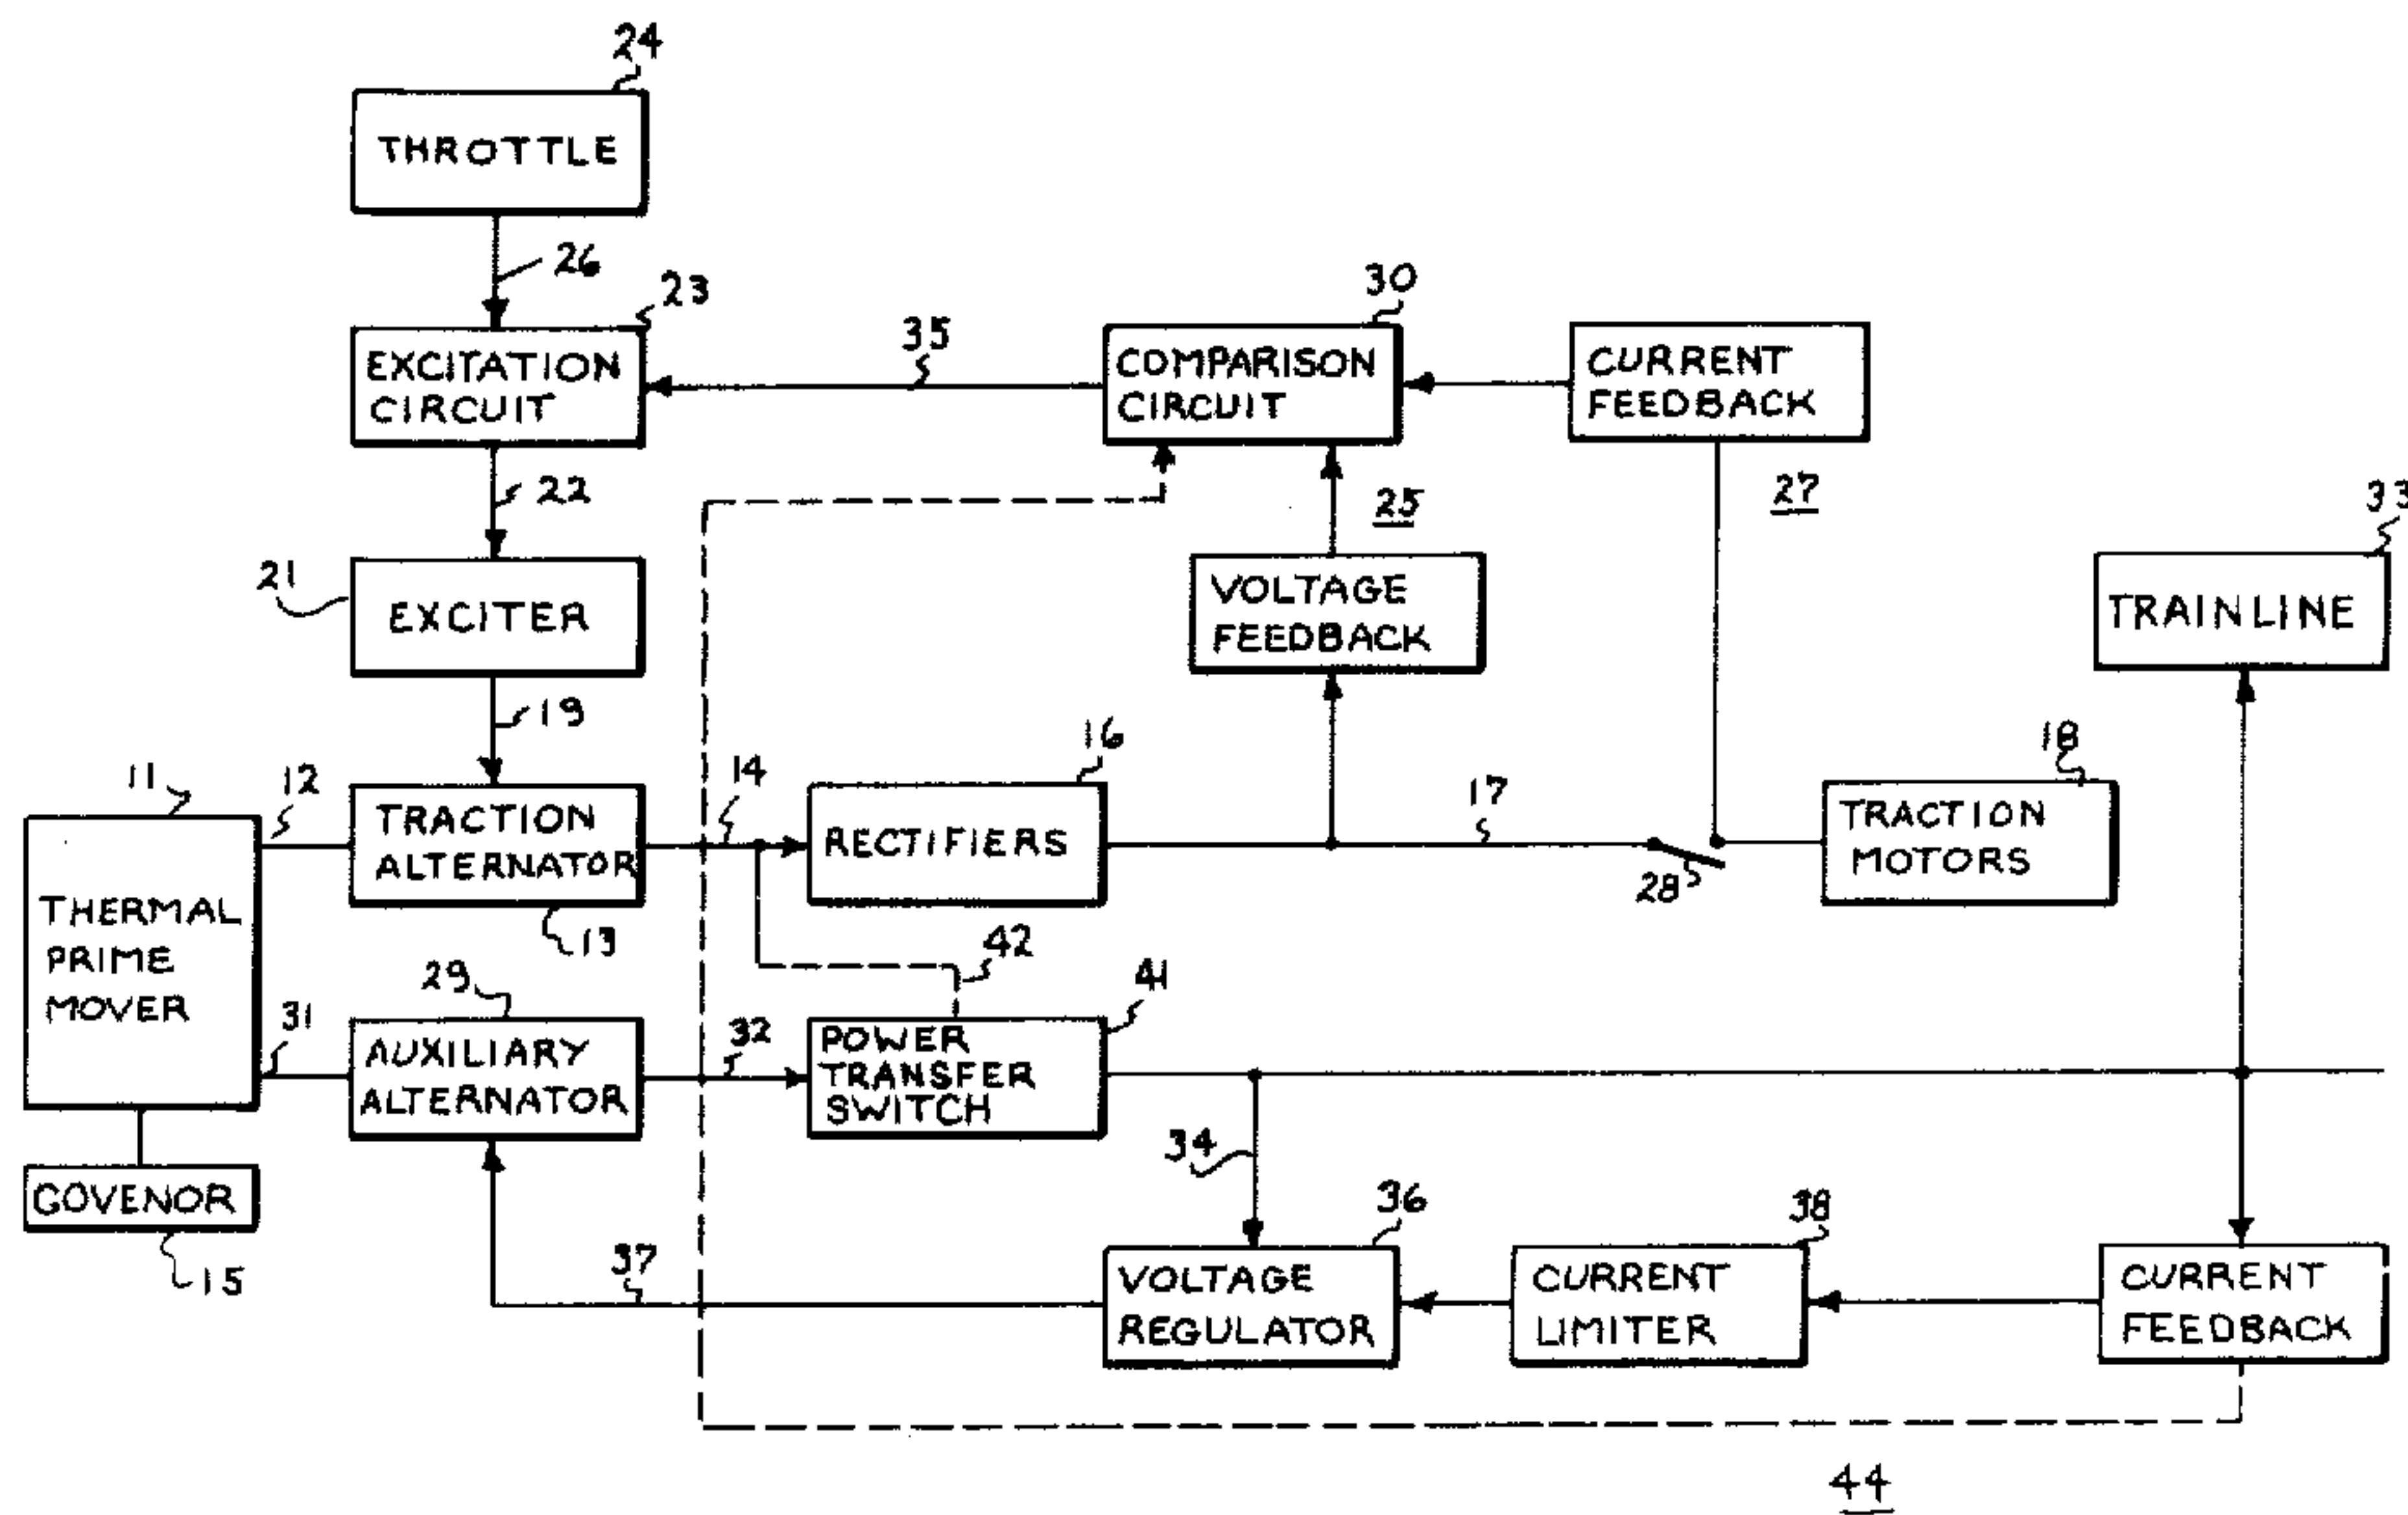 24
THROTTLE
26
23
30
35
EXCITATION
CIRCUIT
COMPARISON
CIRCUIT
CURRENT
FEEDBACK
22
25
27
33
21
EXCITER
VOLTAGE
FEEDBACK
TRAINLINE
19
11
12
14
16
17
18
TRACTION
ALTERNATOR
RECTIFIERS
28
TRACTION
MOTORS
THERMAL
PRIME
MOVER
13
42
41
29
31
32
AUXILIARY
ALTERNATOR
POWER
TRANSFER
SWITCH
34
GOVENOR
15
37
36
38
VOLTAGE
REGULATOR
CURRENT
LIMITER
CURRENT
FEEDBACK
44